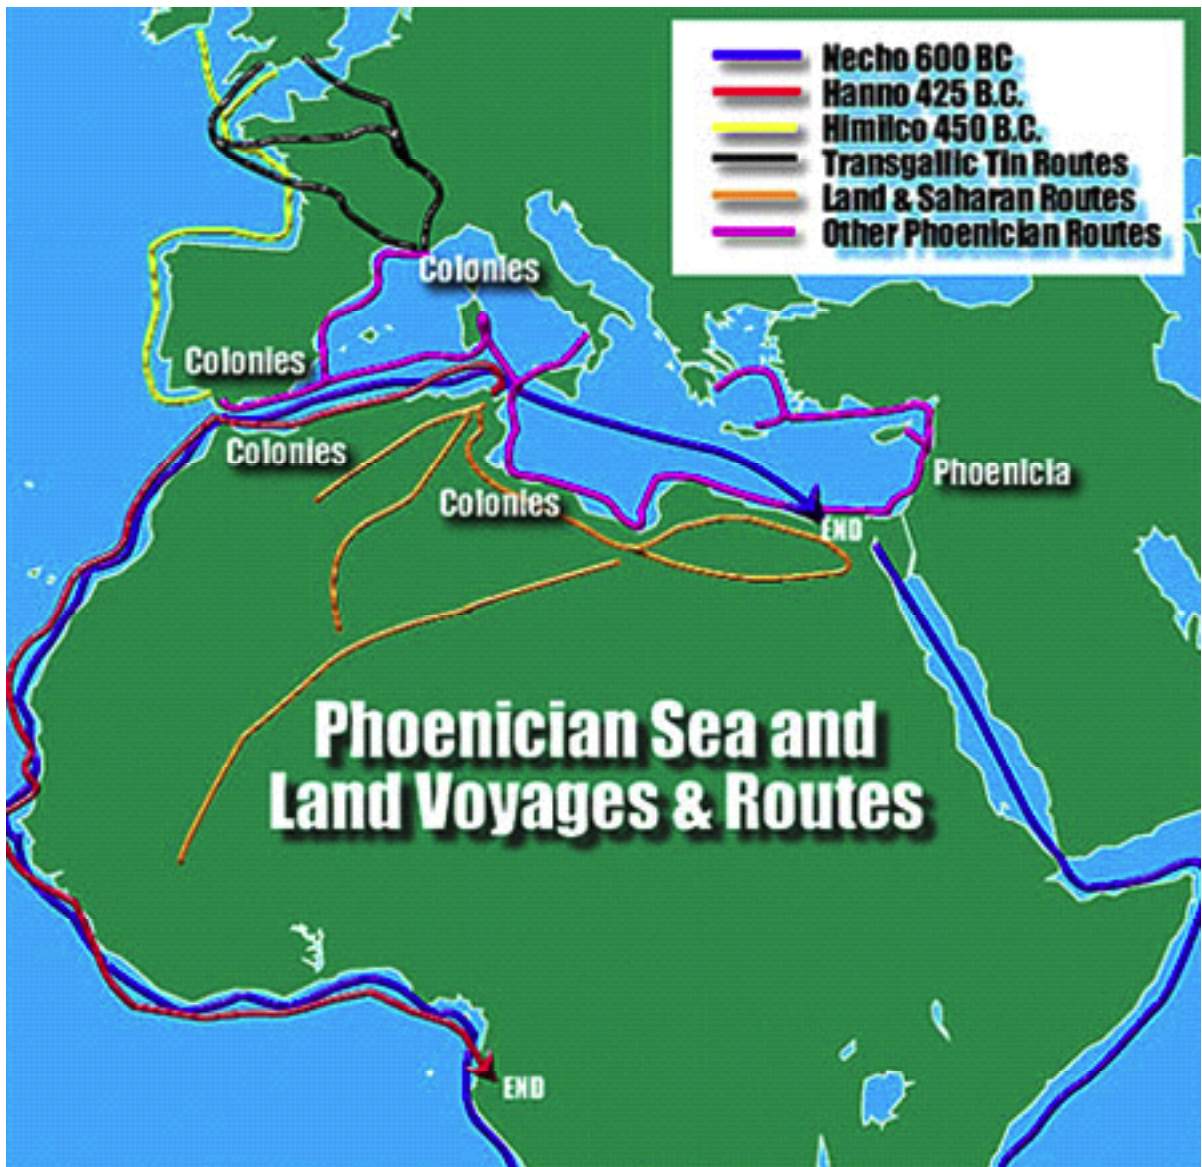 Necho 600 BC
Hanno 425 B.C.
Himilco 450 B.C.
Transgallic Tin Routes
Land & Saharan Routes
Other Phoenician Routes
Colonies
Colonies
Colonies
Phoenicia
Colonies
END
Phoenician Sea and
Land Voyages & Routes
END